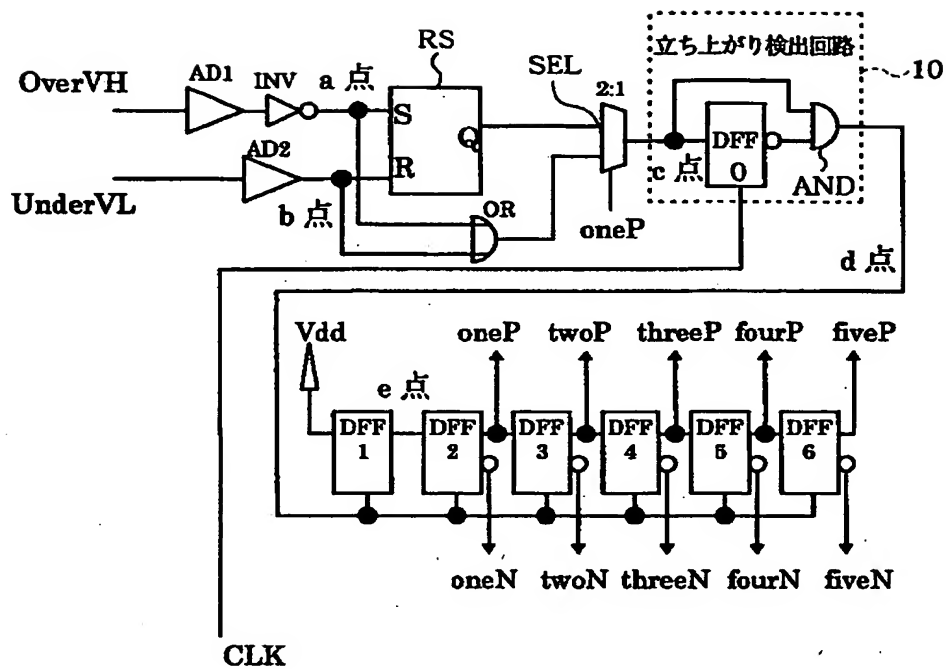 RS
立ち上がり検出回路
10
OverVH
AD1
INV
a 点
SEL
2:1
S
Q
DFF
0
AND
c 点
AD2
R
UnderVL
b 点
OR
oneP
d 点
Vdd
oneP
twoP
threeP
fourP
fiveP
e 点
DFF
1
DFF
2
DFF
3
DFF
4
DFF
5
DFF
6
oneN
twoN
threeN
fourN
fiveN
CLK